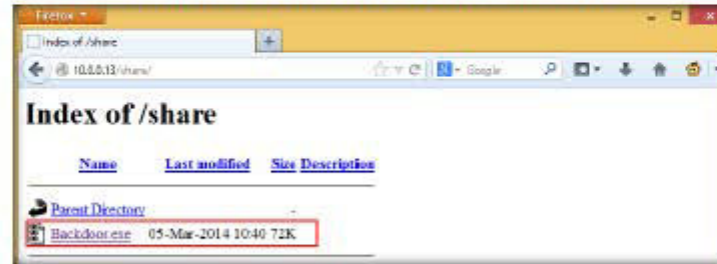 Firefox
Index of /share
10.0.0.13/share/
Google
Index of /share
Name Last modified Size Description
Parent Directory -
Backdoor.exe 05-Mar-2014 10:40 72K